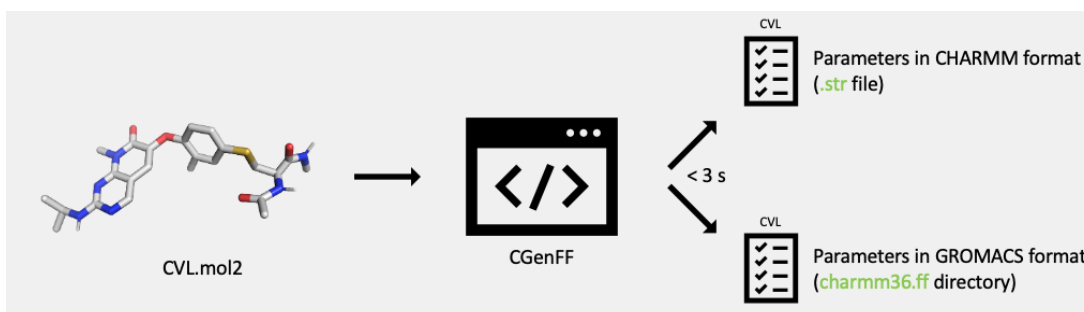 CVL
Parameters in CHARMM format
(.str file)
< 3 s
</>
CVL.mol2
CGenFF
CVL
Parameters in GROMACS format
(charmm36.ff directory)